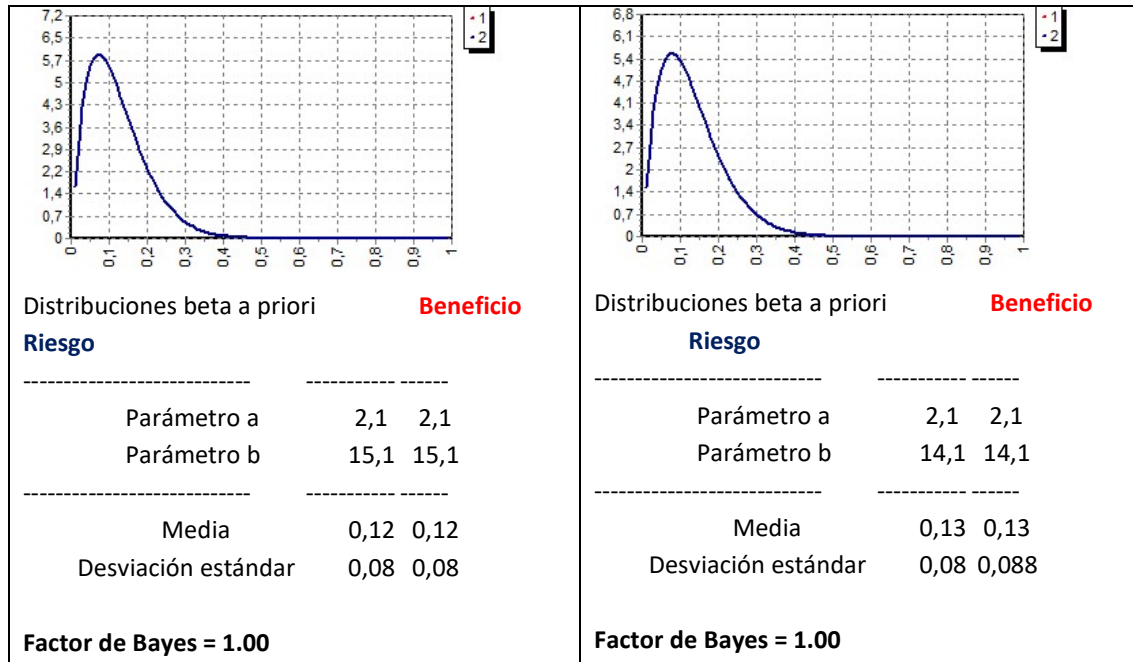 7,2
6,5
5,7
5
4,3
3,6
2,9
2,2
1,4
0,7
0
0 0,1 0,2 0,3 0,4 0,5 0,6 0,7 0,8 0,9 1
1
2
Distribuciones beta a priori Beneficio
Riesgo
---------------------------- ----------- ------
Parámetro a 2,1 2,1
Parámetro b 15,1 15,1
---------------------------- ----------- ------
Media 0,12 0,12
Desviación estándar 0,08 0,08
Factor de Bayes = 1.00
6,8
6,1
5,4
4,7
4,1
3,4
2,7
2
1,4
0,7
0
0 0,1 0,2 0,3 0,4 0,5 0,6 0,7 0,8 0,9 1
1
2
Distribuciones beta a priori Beneficio
Riesgo
---------------------------- ----------- ------
Parámetro a 2,1 2,1
Parámetro b 14,1 14,1
---------------------------- ----------- ------
Media 0,13 0,13
Desviación estándar 0,08 0,088
Factor de Bayes = 1.00